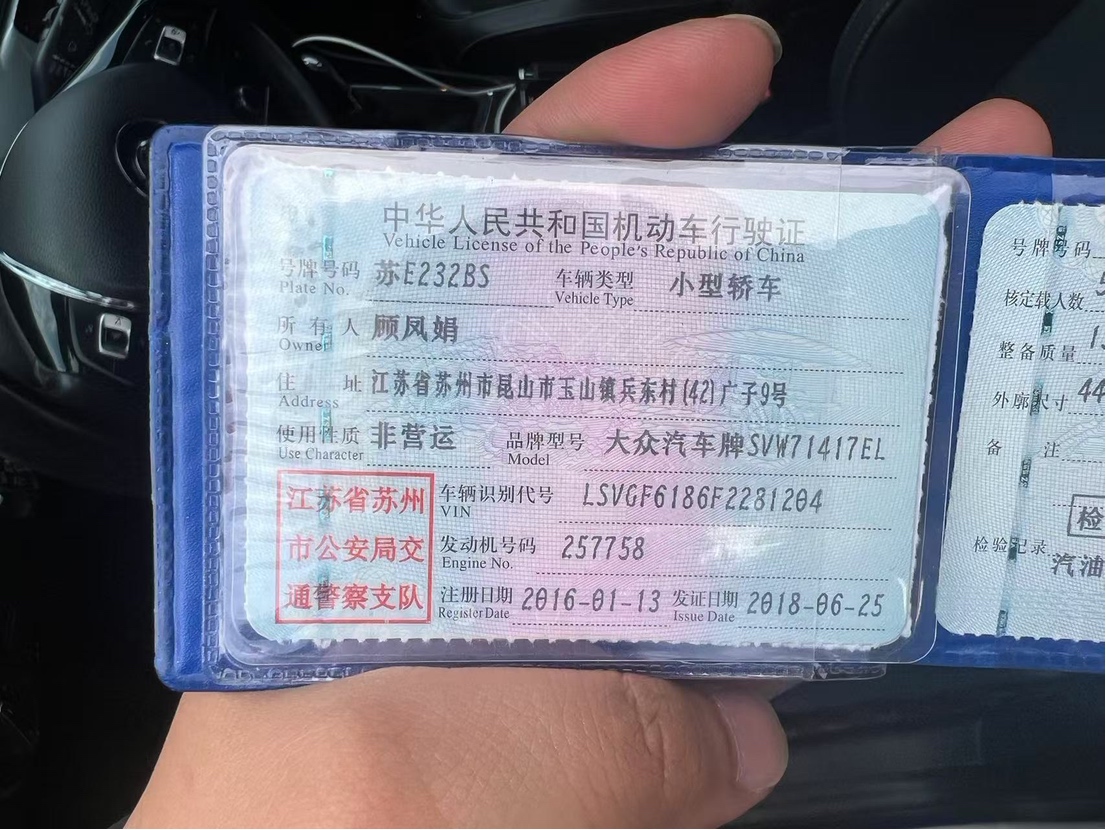 中华人民共和国机动车行驶证
Vehicle License of the People's Republic of China
号牌号码 苏E232BS 车辆类型 小型轿车
Plate No. Vehicle Type
所有人 顾凤娟
Owner
住址 江苏省苏州市昆山市玉山镇兵东村(42)广子9号
Address
使用性质 非营运 品牌型号 大众汽车牌SVW71417EL
Use Character Model
江苏省苏州
市公安局交
通警察支队
车辆识别代号 LSVGF6186F2281204
VIN
发动机号码 257758
Engine No.
注册日期 2016-01-13 发证日期 2018-06-25
Register Date Issue Date
号牌号码
核定载人数
整备质量
外廓尺寸 44
备注
检
检验记录
汽油